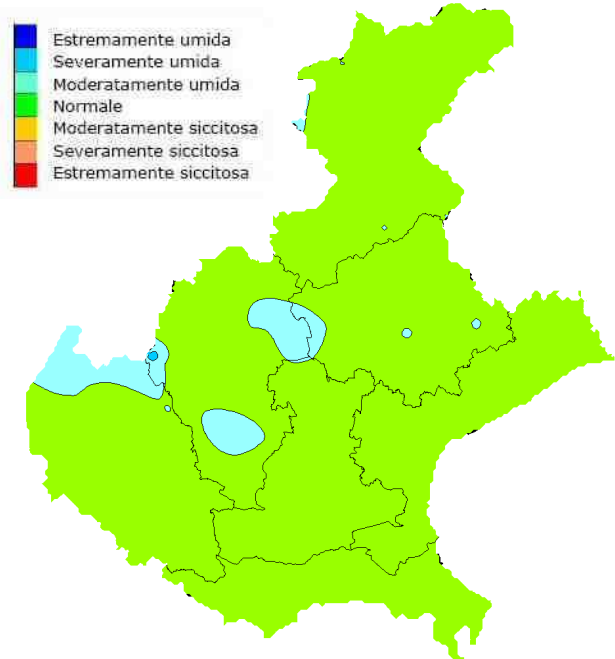 Estremamente umida
Severamente umida
Moderatamente umida
Normale
Moderatamente siccitosa
Severamente siccitosa
Estremamente siccitosa